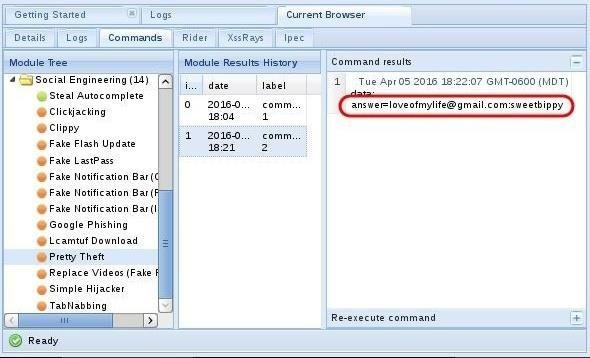 Getting Started
Logs
Current Browser
Details
Logs
Commands
Rider
XssRays
Ipec
Module Tree
Social Engineering (14)
Steal Autocomplete
Clickjacking
Clippy
Fake Flash Update
Fake LastPass
Fake Notification Bar (C
Fake Notification Bar (F
Fake Notification Bar (I
Google Phishing
Lcamtuf Download
Pretty Theft
Replace Videos (Fake F
Simple Hijacker
TabNabbing
Module Results History
i... date label
0 2016-0... comm...
18:04 1
1 2016-0... comm...
18:21 2
Command results
1 Tue Apr 05 2016 18:22:07 GMT-0600 (MDT)
data:
answer=loveofmylife@gmail.com:sweetbippy
Re-execute command
Ready